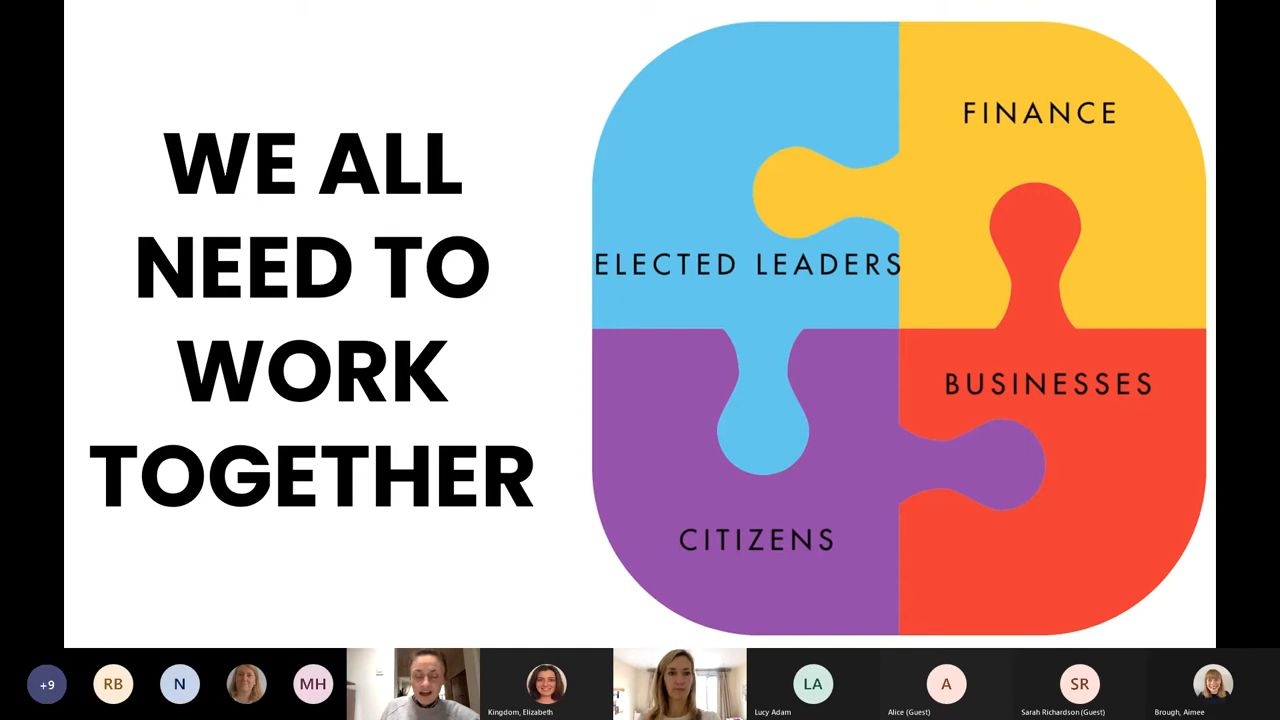 WE ALL
NEED TO
WORK
TOGETHER
FINANCE
ELECTED LEADERS
BUSINESSES
CITIZENS
+9
RB
N
MH
Kingdom, Elizabeth
LA
Lucy Adam
A
Alice (Guest)
SR
Sarah Richardson (Guest)
Brough, Aimee